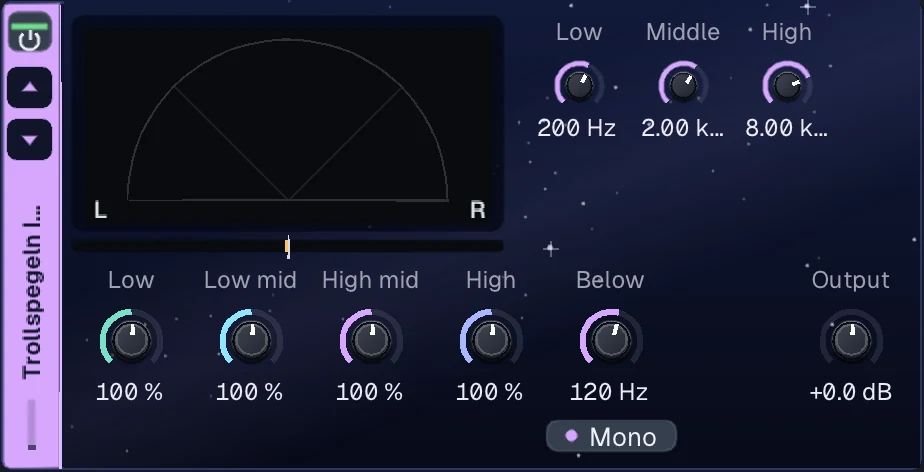 Low Middle High
200 Hz 2.00 k... 8.00 k...
L R
Trollspegeln I...
Low Low mid High mid High Below Output
100 % 100 % 100 % 100 % 120 Hz +0.0 dB
Mono